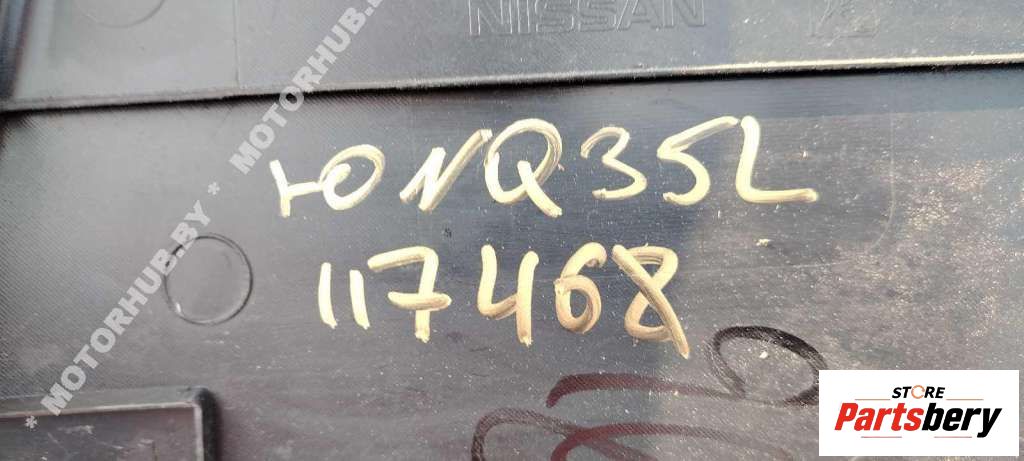 NISSAN
ЮNQ35L
117468
* MOTORHUB.BY * MOTORHUB.BY
STORE
Partsbery